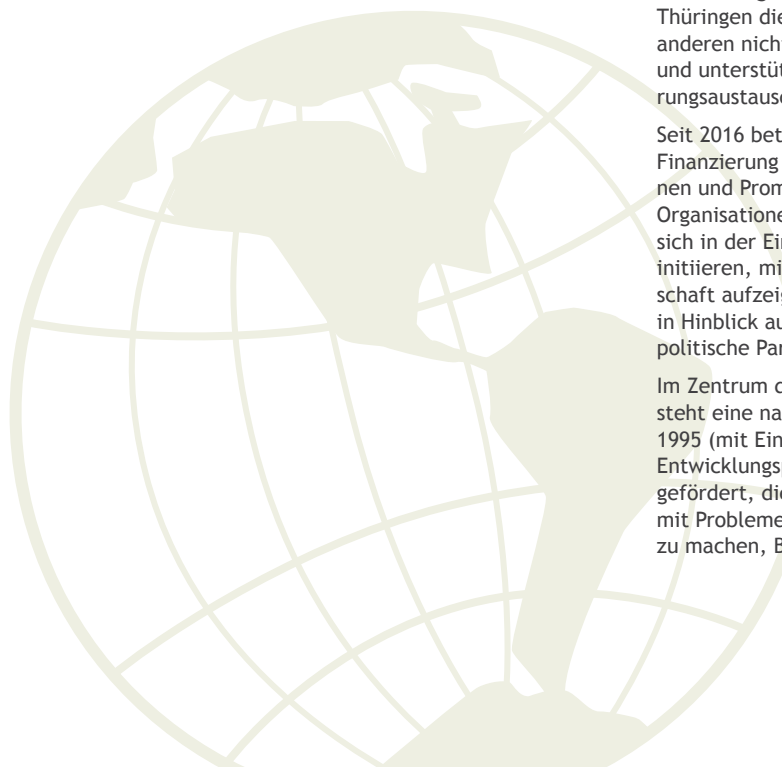 Thüringen die
anderen nich
und unterstüt
rungsaustaus
Seit 2016 bet
Finanzierung
nen und Prom
Organisatione
sich in der Ei
initiieren, mi
schaft aufzei
in Hinblick au
politische Par
Im Zentrum d
steht eine na
1995 (mit Ein
Entwicklungs
gefördert, die
mit Probleme
zu machen, B